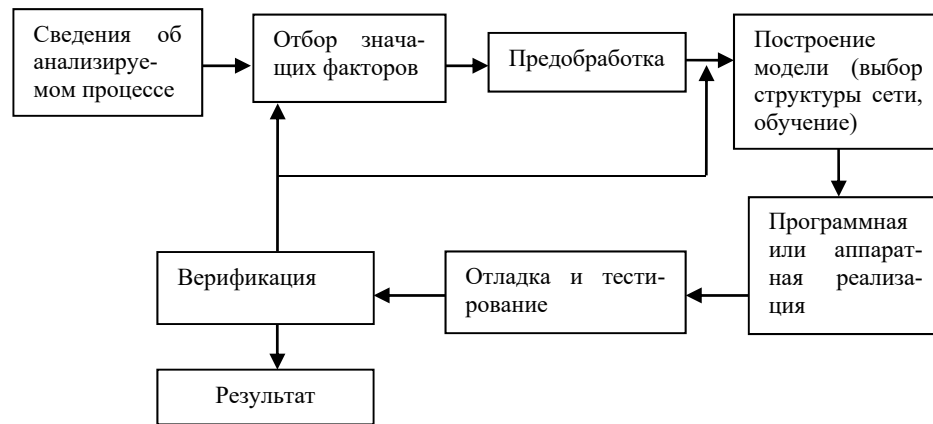 Сведения об
анализируе-
мом процессе
Отбор знача-
щих факторов
Предобработка
Построение
модели (выбор
структуры сети,
обучение)
Программная
или аппарат-
ная реализа-
ция
Отладка и тести-
рование
Верификация
Результат